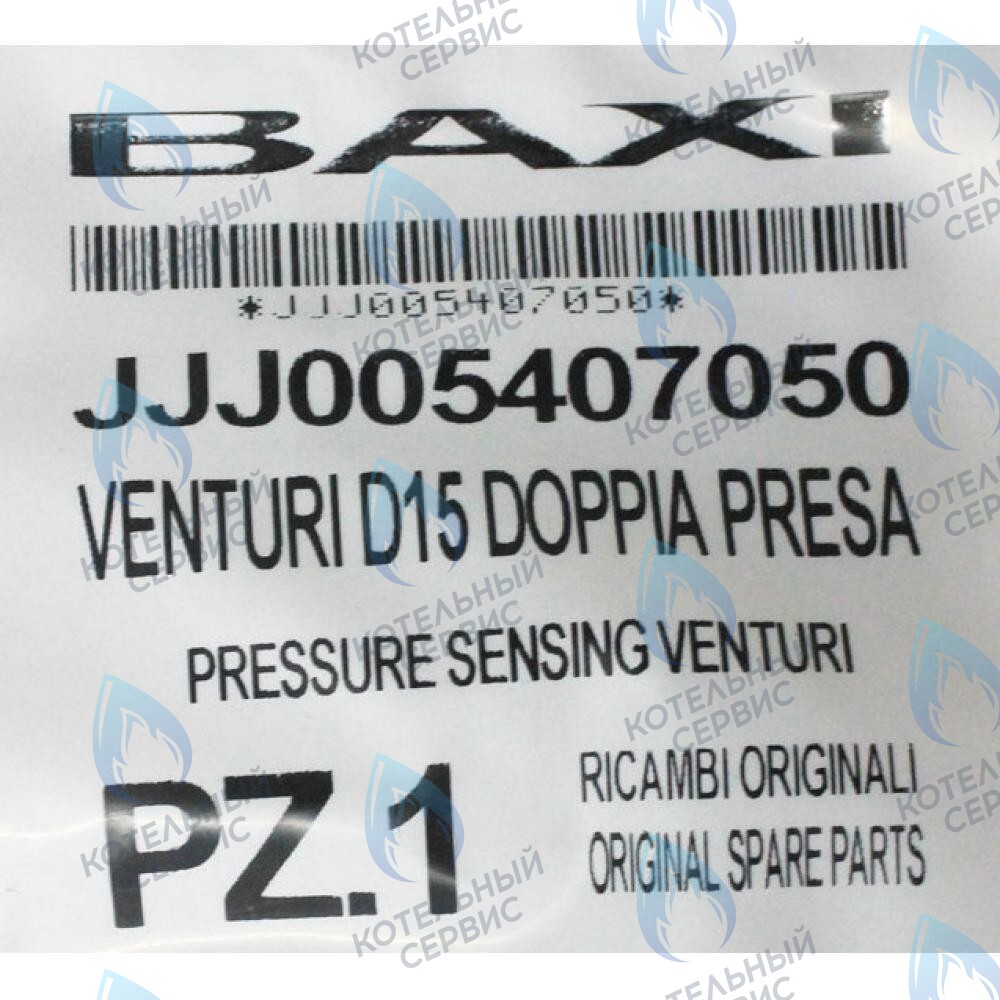 BAXI
*JJJ005407050*
JJJ005407050
VENTURI D15 DOPPIA PRESA
PRESSURE SENSING VENTURI
PZ.1
RICAMBI ORIGINALI
ORIGINAL SPARE PARTS
КОТЕЛЬНЫЙ
СЕРВИС